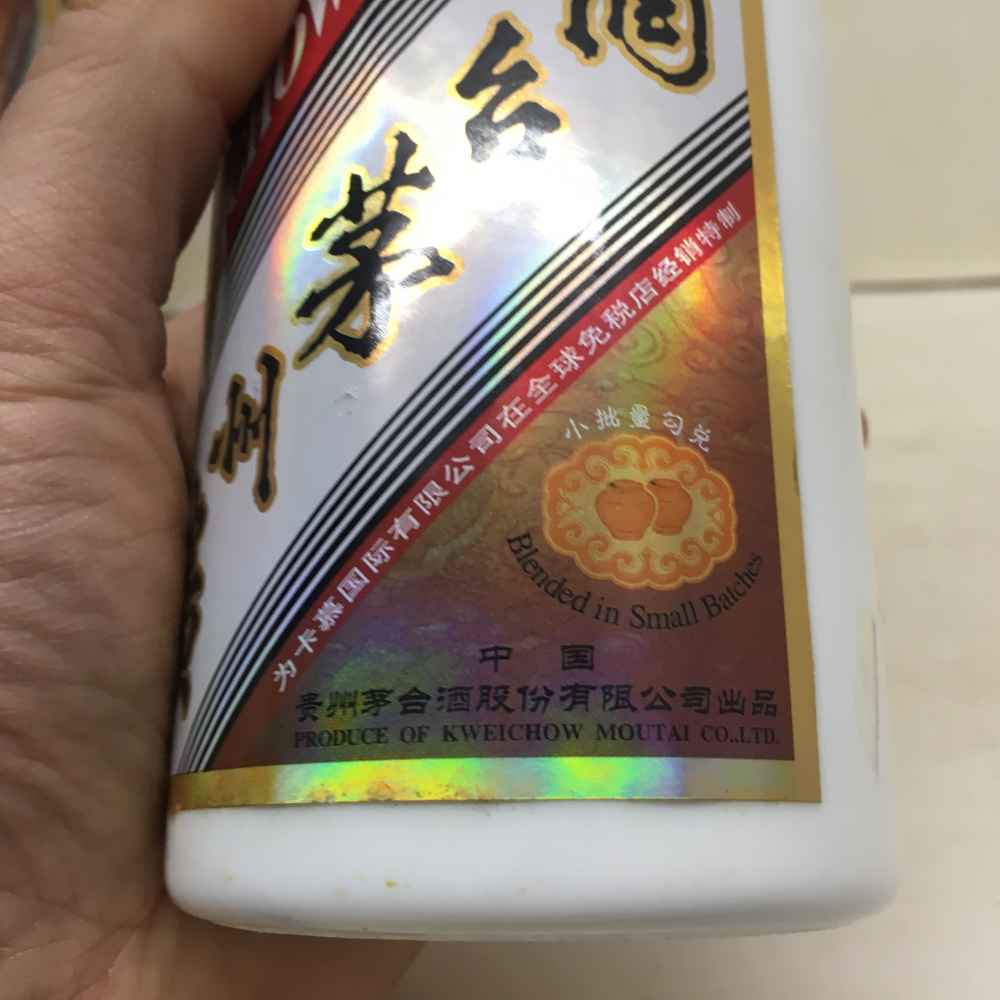 州茅台酒
为卡慕国际有限公司在全球免税店经销特制
小批量勾兑
Blended in Small Batches
中国
贵州茅台酒股份有限公司出品
PRODUCE OF KWEICHOW MOUTAI CO.,LTD.